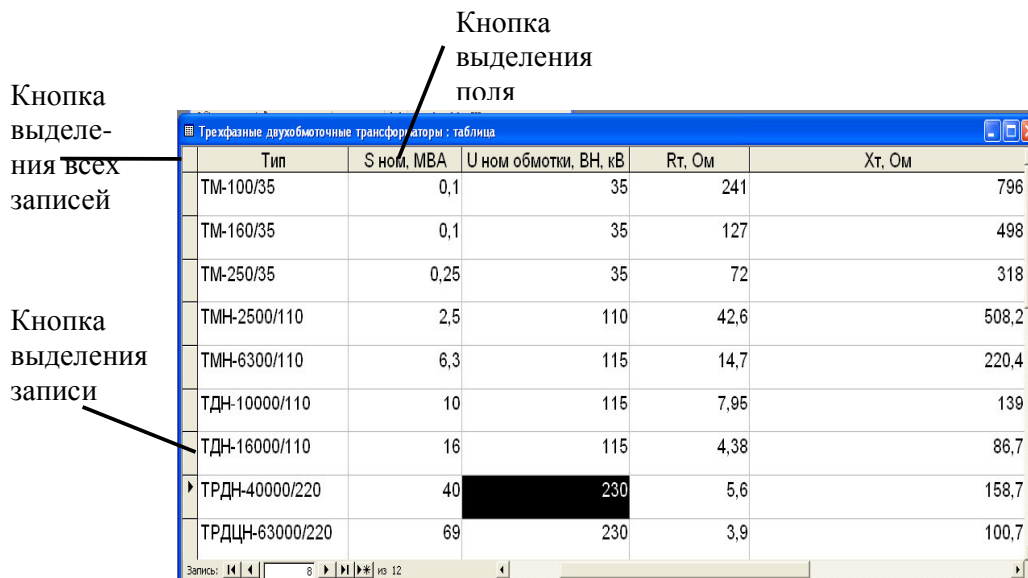 Кнопка
выделения
поля
Кнопка
выделе-
ния всех
записей
Трехфазные двухобмоточные трансформаторы : таблица
Тип S ном, МВА U ном обмотки, ВН, кВ Rт, Ом Xт, Ом
ТМ-100/35 0,1 35 241 796
ТМ-160/35 0,1 35 127 498
ТМ-250/35 0,25 35 72 318
ТМН-2500/110 2,5 110 42,6 508,2
ТМН-6300/110 6,3 115 14,7 220,4
ТДН-10000/110 10 115 7,95 139
ТДН-16000/110 16 115 4,38 86,7
ТРДН-40000/220 40 230 5,6 158,7
ТРДЦН-63000/220 69 230 3,9 100,7
Кнопка
выделения
записи
Запись: 8 из 12